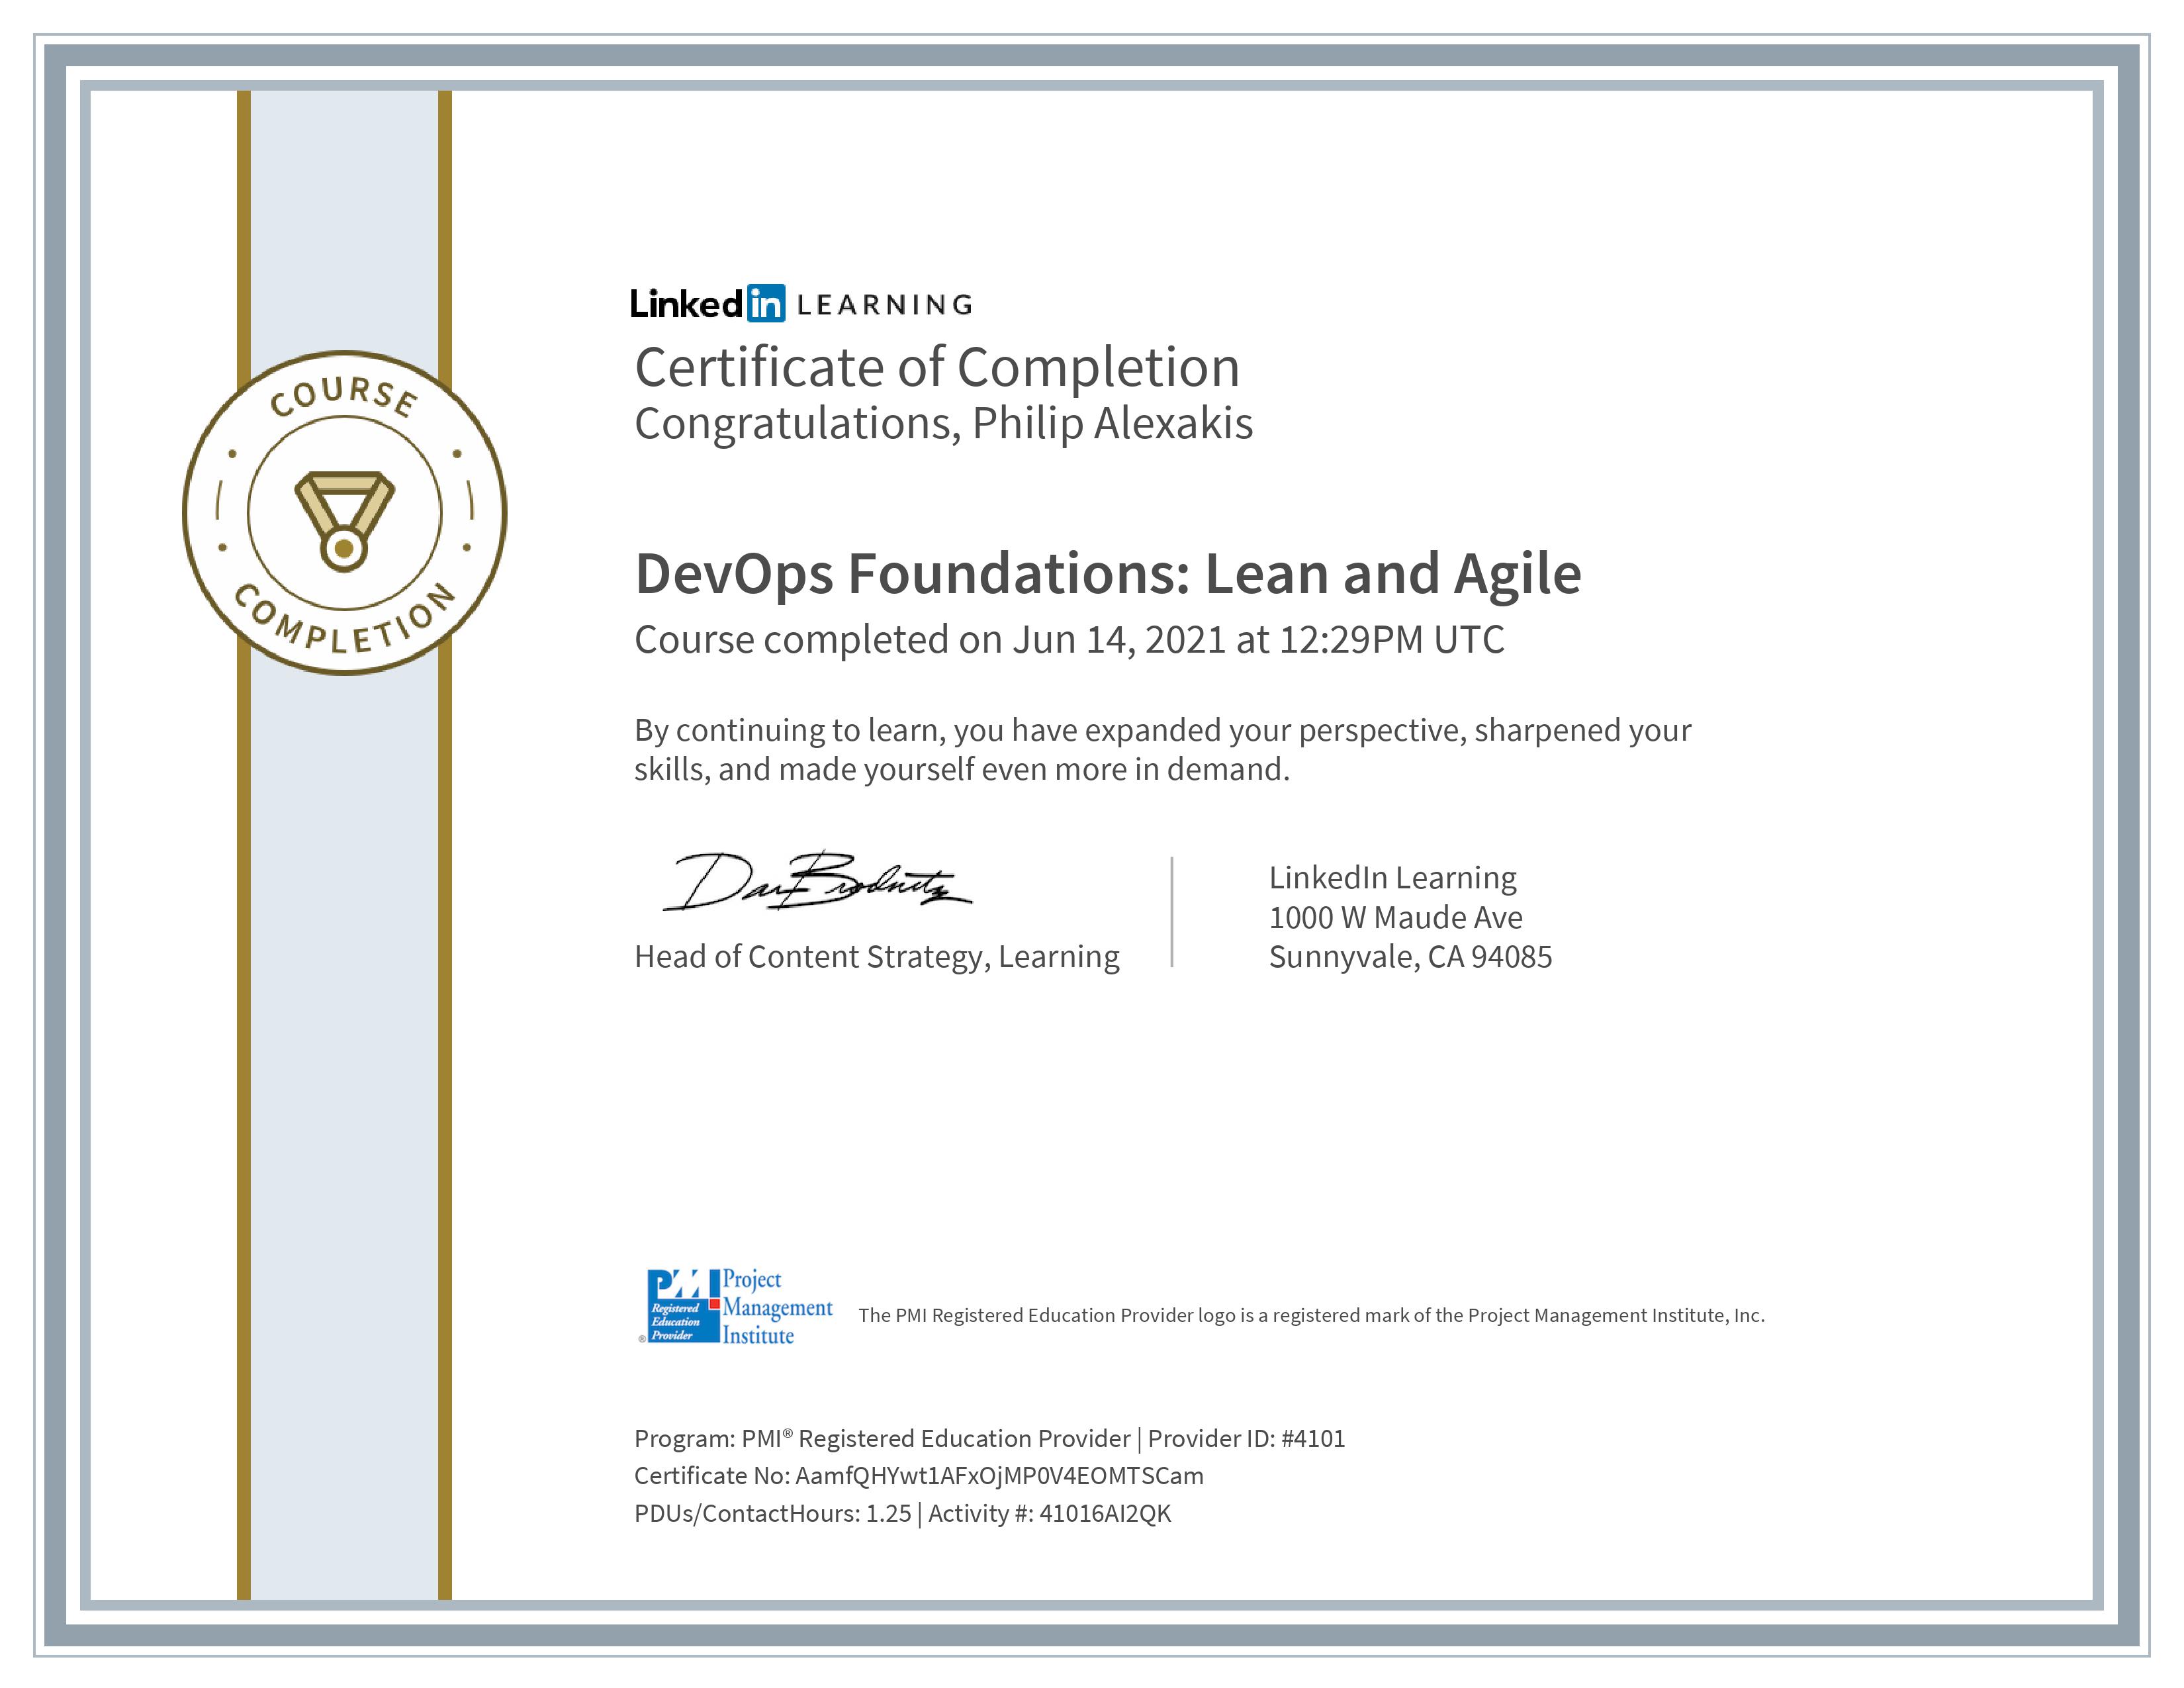 COURSE
COMPLETION
Linked in LEARNING
Certificate of Completion
Congratulations, Philip Alexakis
DevOps Foundations: Lean and Agile
Course completed on Jun 14, 2021 at 12:29PM UTC
By continuing to learn, you have expanded your perspective, sharpened your
skills, and made yourself even more in demand.
Dan Brodnitz
Head of Content Strategy, Learning
LinkedIn Learning
1000 W Maude Ave
Sunnyvale, CA 94085
PMI
Registered
Education
® Provider
Project
Management
Institute
The PMI Registered Education Provider logo is a registered mark of the Project Management Institute, Inc.
Program: PMI® Registered Education Provider | Provider ID: #4101
Certificate No: AamfQHYwt1AFxOjMP0V4EOMTSCam
PDUs/ContactHours: 1.25 | Activity #: 41016AI2QK